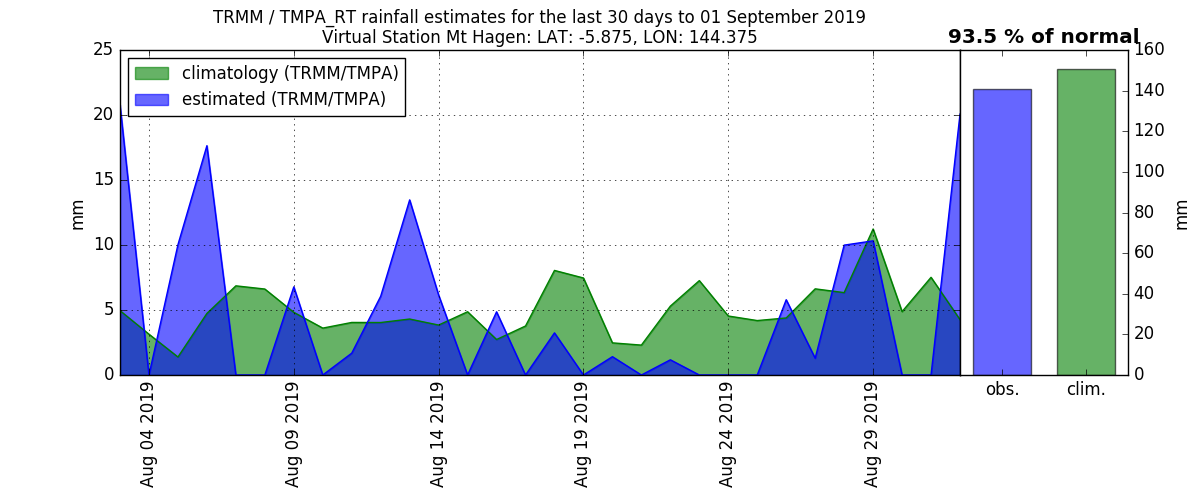 TRMM / TMPA_RT rainfall estimates for the last 30 days to 01 September 2019
Virtual Station Mt Hagen: LAT: -5.875, LON: 144.375
93.5 % of normal
climatology (TRMM/TMPA)
estimated (TRMM/TMPA)
25
20
15
10
5
0
mm
Aug 04 2019
Aug 09 2019
Aug 14 2019
Aug 19 2019
Aug 24 2019
Aug 29 2019
160
140
120
100
80
60
40
20
0
mm
obs.
clim.